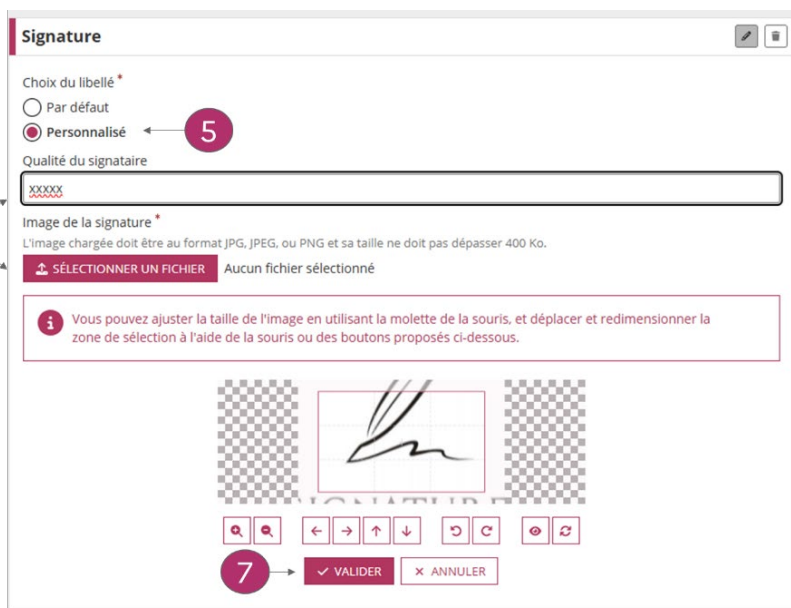 Signature
Choix du libellé *
Par défaut
Personnalisé
5
Qualité du signataire
xxxxx
Image de la signature *
L'image chargée doit être au format JPG, JPEG, ou PNG et sa taille ne doit pas dépasser 400 Ko.
SÉLECTIONNER UN FICHIER Aucun fichier sélectionné
Vous pouvez ajuster la taille de l'image en utilisant la molette de la souris, et déplacer et redimensionner la
zone de sélection à l'aide de la souris ou des boutons proposés ci-dessous.
SIGNATURE
7
VALIDER
ANNULER